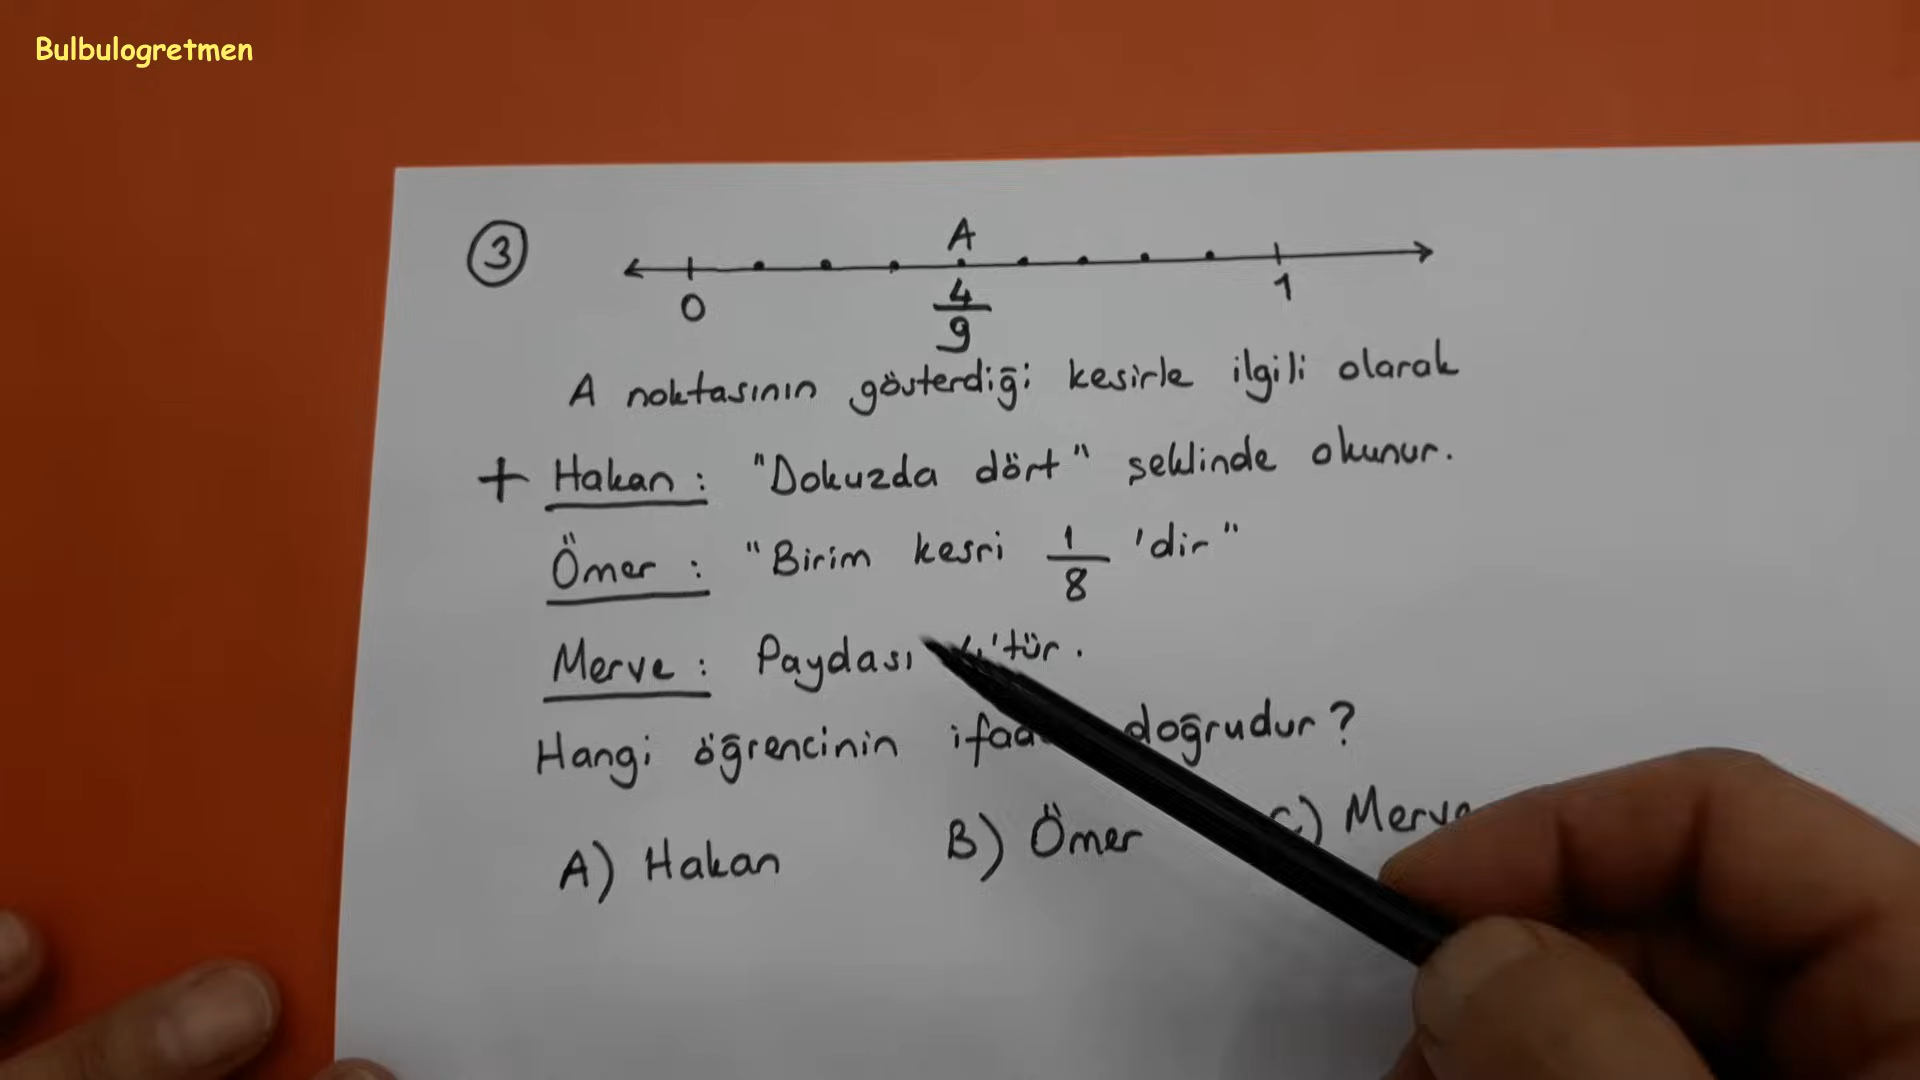 Bulbulogretmen
3
A
0 4/9 1
A noktasının gösterdiği kesirle ilgili olarak
+ Hakan : "Dokuzda dört" şeklinde okunur.
Ömer : "Birim kesri 1/8 'dir"
Merve : Paydası 4'tür.
Hangi öğrencinin doğrudur?
A) Hakan B) Ömer C) Merve